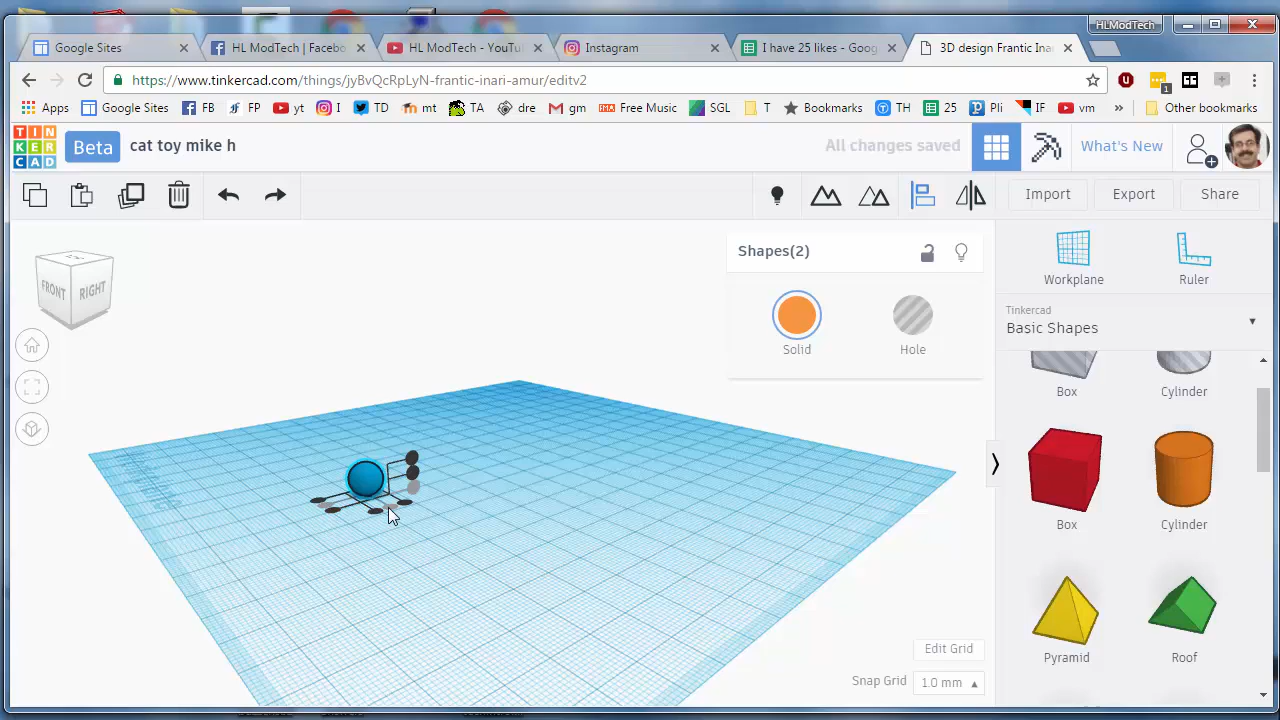 HLModTech
Google Sites
HL ModTech | Facebo
HL ModTech - YouTu
Instagram
I have 25 likes - Goog
3D design Frantic Ina
https://www.tinkercad.com/things/jyBvQcRpLyN-frantic-inari-amur/editv2
1
Apps
Google Sites
FB
FP
yt
I
TD
mt
TA
dre
gm
Free Music
SGL
T
Bookmarks
TH
25
Pli
IF
vm
»
Other bookmarks
TIN
KER
CAD
Beta
cat toy mike h
All changes saved
What's New
Import
Export
Share
FRONT
RIGHT
Shapes(2)
Solid
Hole
Workplane
Ruler
Tinkercad
Basic Shapes
Box
Cylinder
Box
Cylinder
Pyramid
Roof
Edit Grid
Snap Grid
1.0 mm